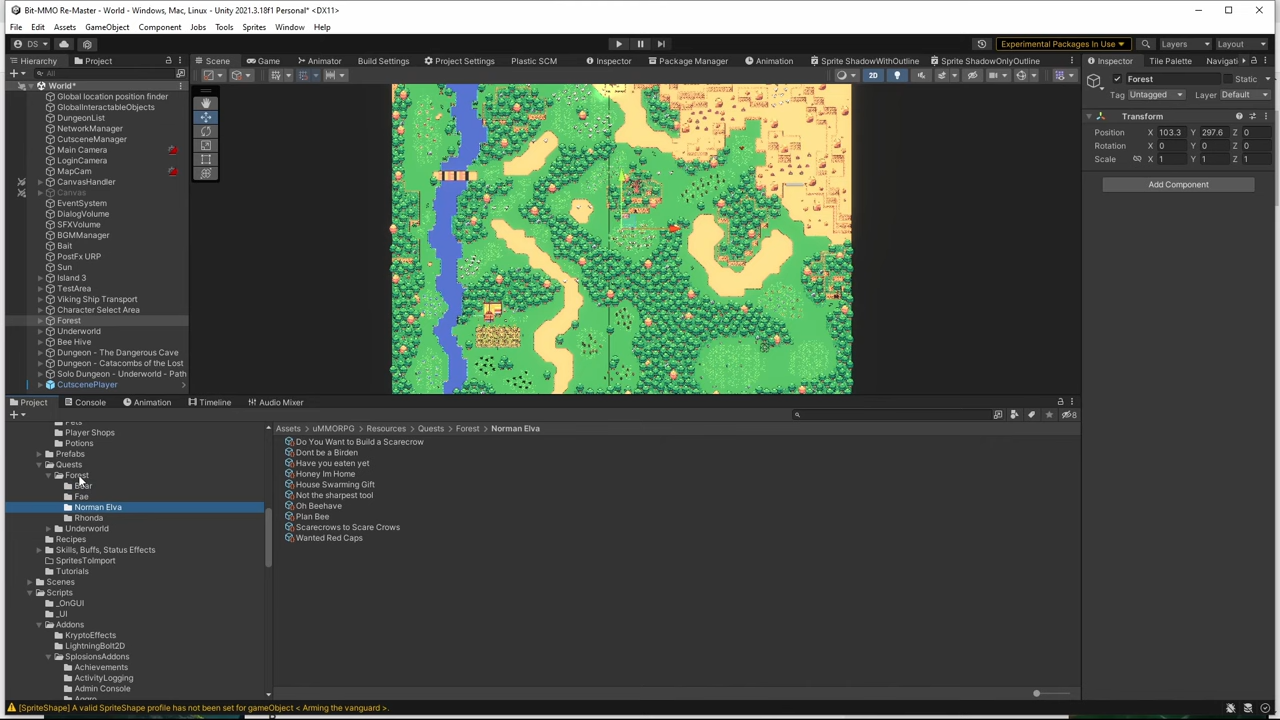 Bit-MMO Re-Master - World - Windows, Mac, Linux - Unity 2021.3.18f1 Personal* <DX11>
File Edit Assets GameObject Component Jobs Tools Sprites Window Help
DS Experimental Packages In Use Layers Layout
Hierarchy Project Scene Game Animator Build Settings Project Settings Plastic SCM Inspector Package Manager Animation Sprite ShadowWithOutline Sprite ShadowOnlyOutline Inspector Tile Palette Navigati
All
2D
World*
Global location position finder
GlobalInteractableObjects
DungeonList
NetworkManager
CutsceneManager
Main Camera
LoginCamera
MapCam
CanvasHandler
Canvas
EventSystem
DialogVolume
SFXVolume
BGMManager
Bait
PostFx URP
Sun
Island 3
TestArea
Viking Ship Transport
Character Select Area
Forest
Underworld
Bee Hive
Dungeon - The Dangerous Cave
Dungeon - Catacombs of the Lost
Solo Dungeon - Underworld - Path
CutscenePlayer
Forest Static
Tag Untagged Layer Default
Transform
Position X 103.3 Y 297.6 Z 0
Rotation X 0 Y 0 Z 0
Scale X 1 Y 1 Z 1
Add Component
Project Console Animation Timeline Audio Mixer
8
Pets
Player Shops
Potions
Prefabs
Quests
Forest
Bear
Fae
Norman Elva
Rhonda
Underworld
Recipes
Skills, Buffs, Status Effects
SpritesToImport
Tutorials
Scenes
Scripts
_OnGUI
_UI
Addons
KryptoEffects
LightningBolt2D
SplosionsAddons
Achievements
ActivityLogging
Admin Console
Aggro
Assets uMMORPG Resources Quests Forest Norman Elva
Do You Want to Build a Scarecrow
Dont be a Birden
Have you eaten yet
Honey Im Home
House Swarming Gift
Not the sharpest tool
Oh Beehave
Plan Bee
Scarecrows to Scare Crows
Wanted Red Caps
[SpriteShape] A valid SpriteShape profile has not been set for gameObject < Arming the vanguard >.